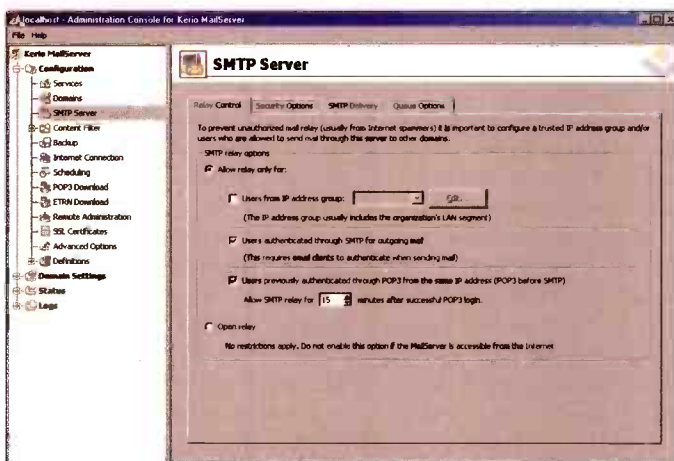 localhost - Administration Console for Kerio MailServer
File Help
Kerio MailServer
Configuration
Services
Domains
SMTP Server
Content Filter
Backup
Internet Connection
Scheduling
POP3 Download
ETRN Download
Remote Administration
SSL Certificates
Advanced Options
Definitions
Domain Settings
Status
Logs
SMTP Server
Relay Control Security Options SMTP Delivery Queue Options
To prevent unauthorized mail relay (usually from Internet spammers) it is important to configure a trusted IP address group and/or
users who are allowed to send mail through this server to other domains.
SMTP relay options
Allow relay only for:
Users from IP address group:
(The IP address group usually includes the organization's LAN segment)
Users authenticated through SMTP for outgoing mail
(This requires email clients to authenticate when sending mail)
Users previously authenticated through POP3 from the same IP address (POP3 before SMTP)
Allow SMTP relay for 15 minutes after successful POP3 login.
Open relay
No restrictions apply. Do not enable this option if the MailServer is accessible from the Internet